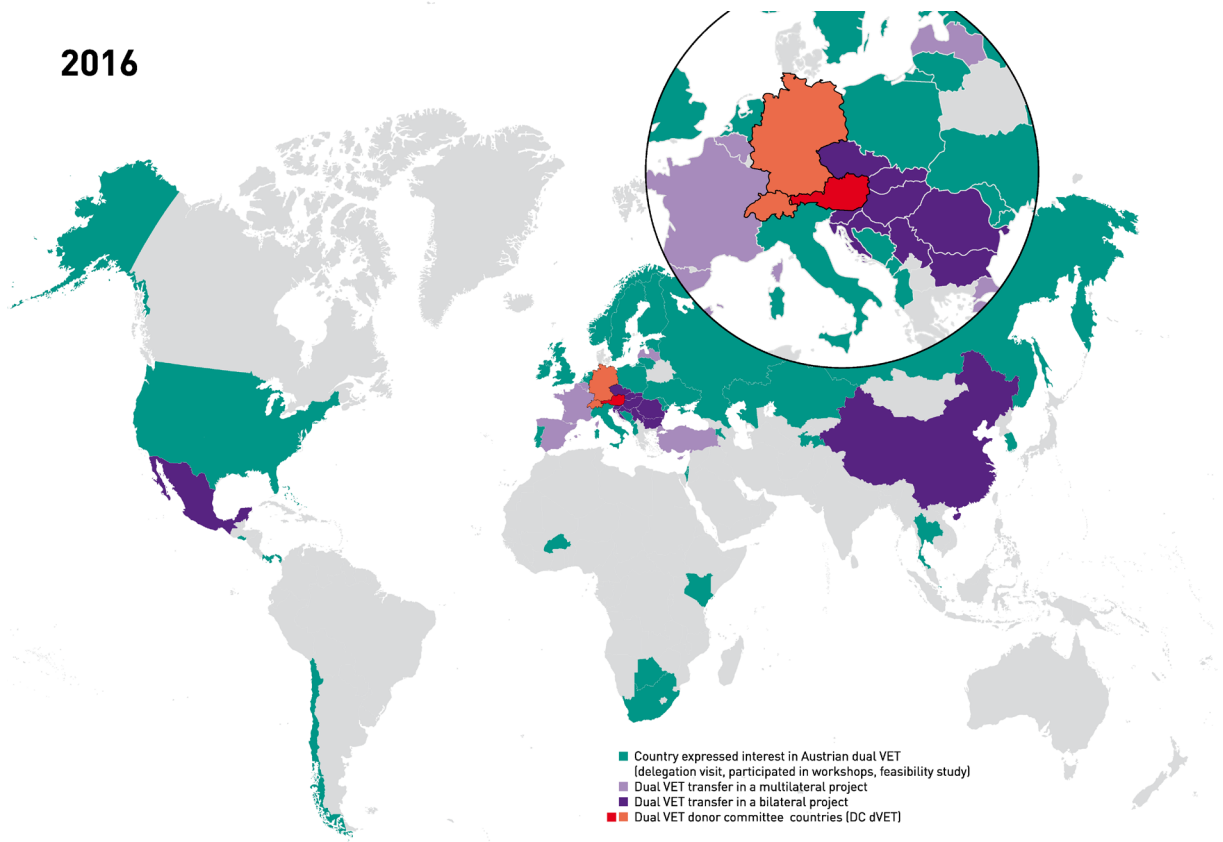 2016
Country expressed interest in Austrian dual VET
(delegation visit, participated in workshops, feasibility study)
Dual VET transfer in a multilateral project
Dual VET transfer in a bilateral project
Dual VET donor committee countries (DC dVET)